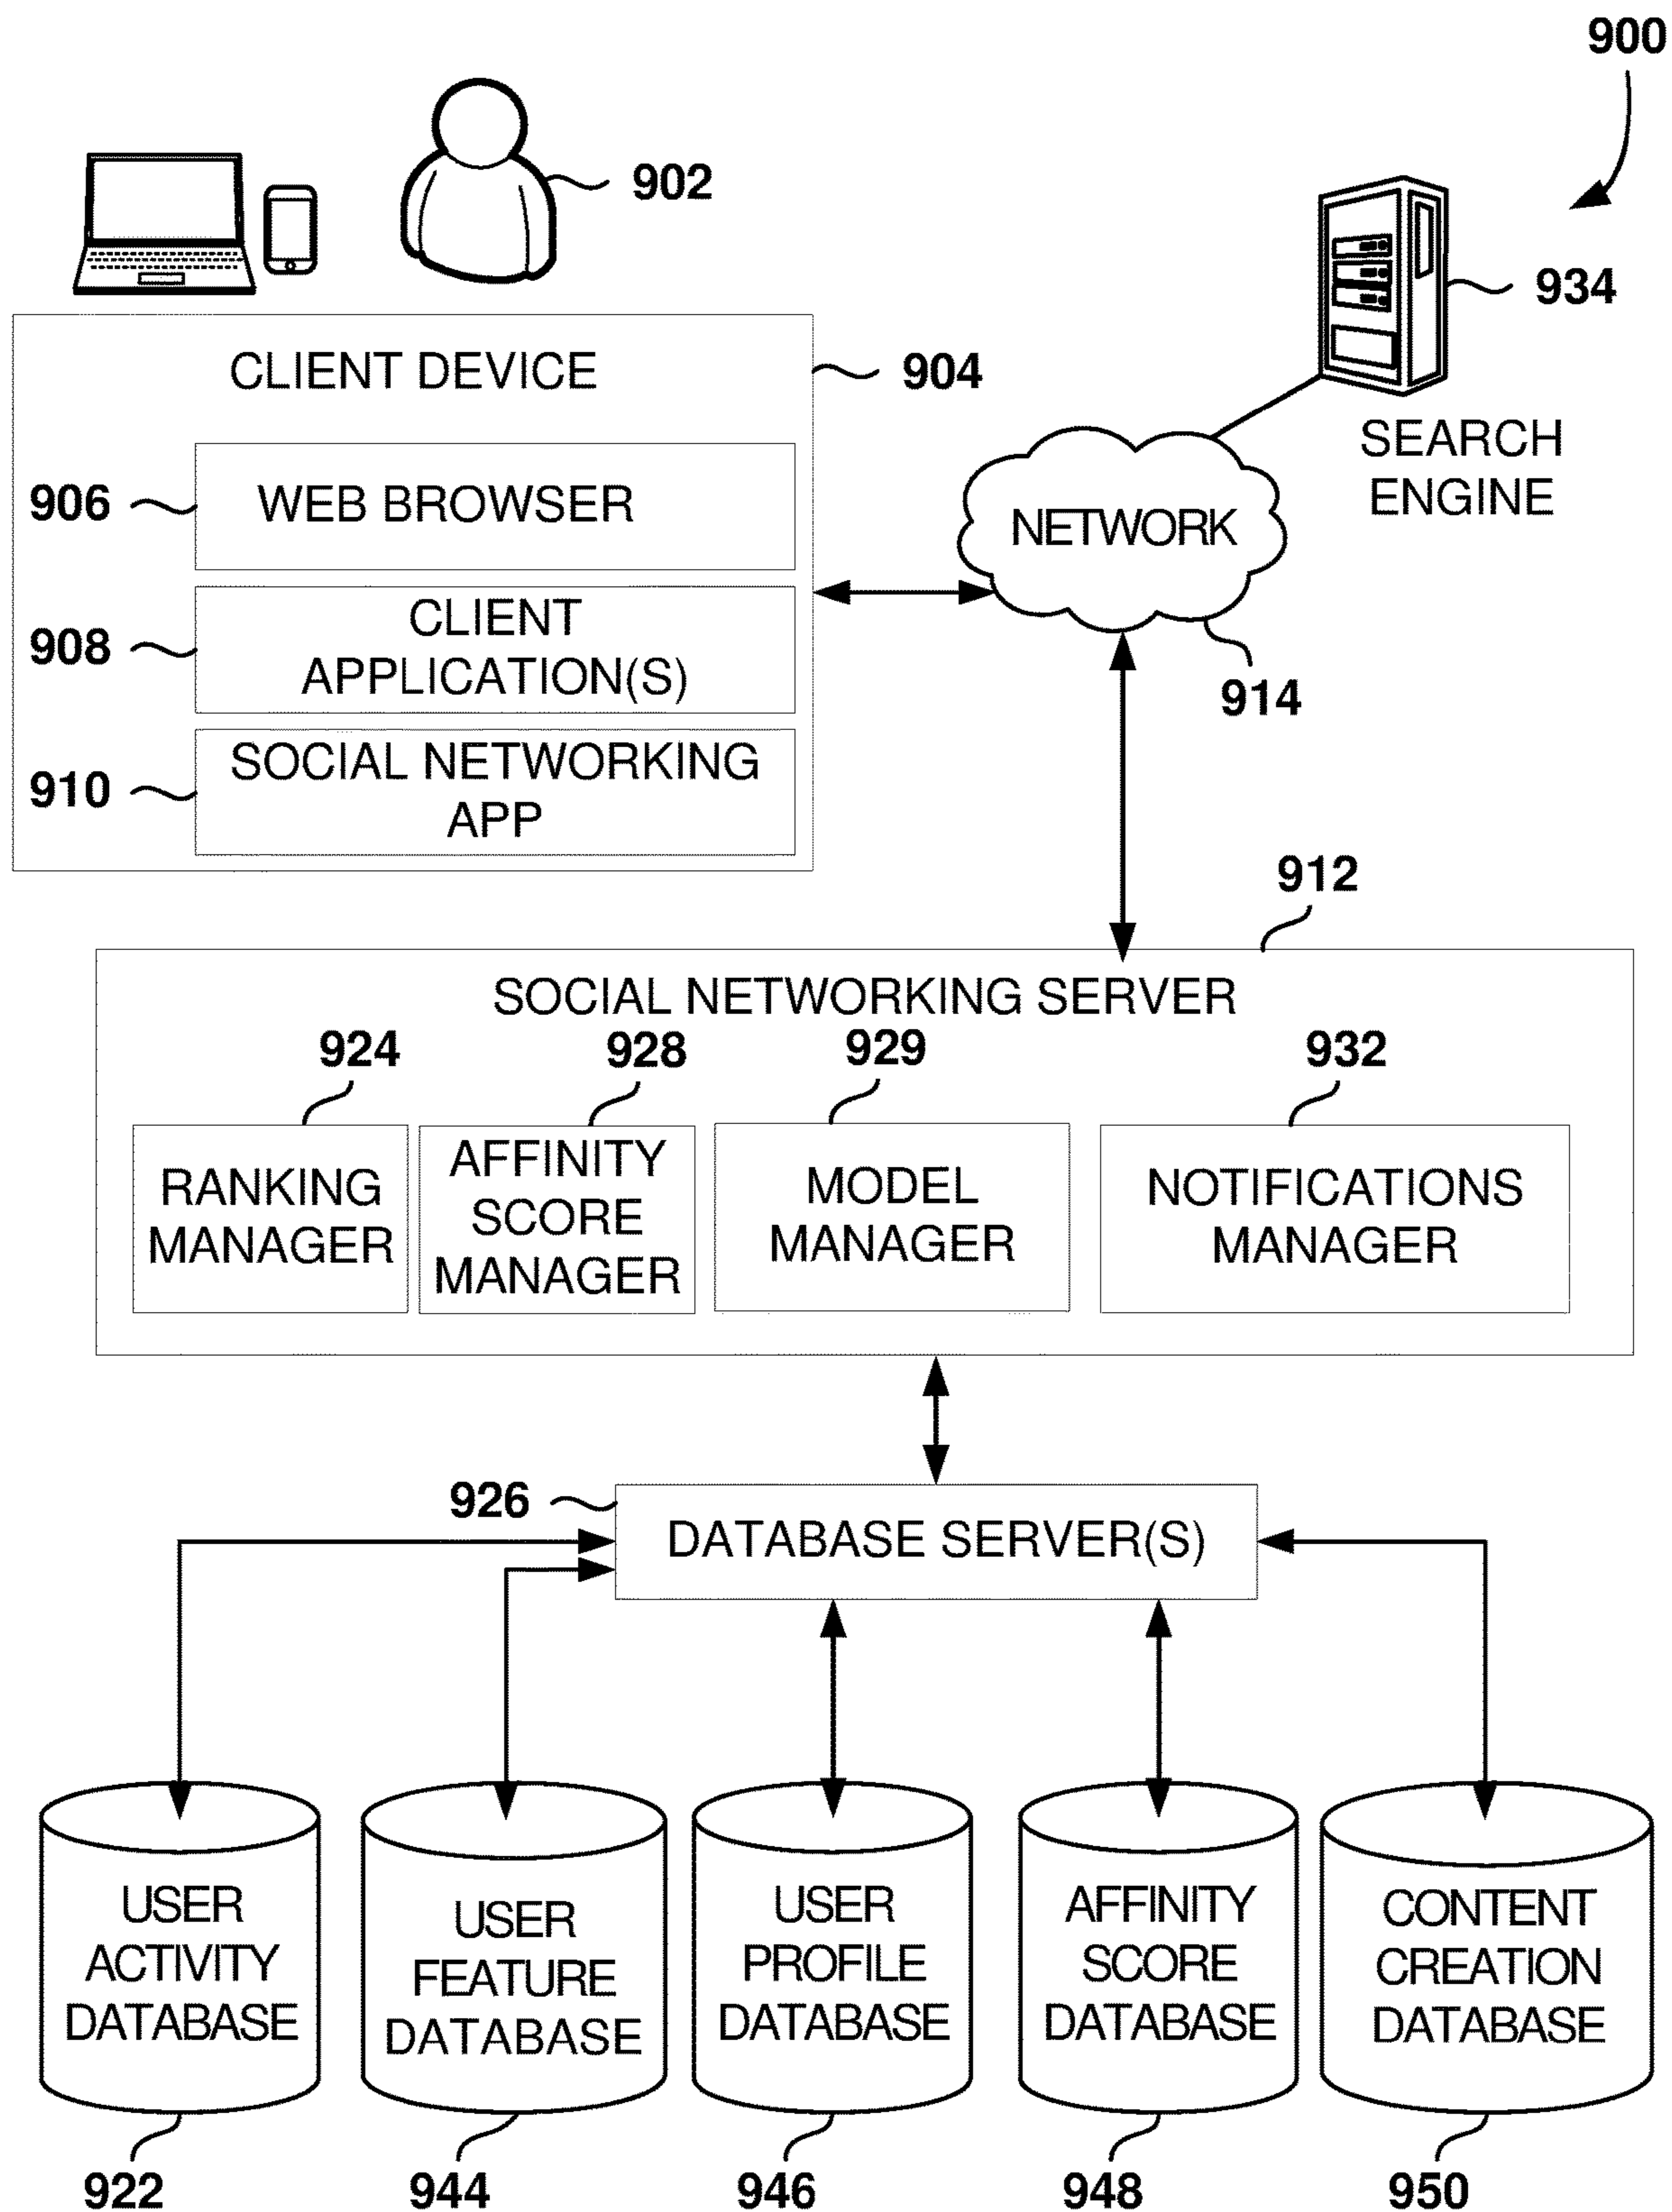 900
902
934
CLIENT DEVICE
904
SEARCH
ENGINE
906
WEB BROWSER
NETWORK
908
CLIENT
APPLICATION(S)
914
910
SOCIAL NETWORKING
APP
912
SOCIAL NETWORKING SERVER
924
928
929
932
RANKING
MANAGER
AFFINITY
SCORE
MANAGER
MODEL
MANAGER
NOTIFICATIONS
MANAGER
926
DATABASE SERVER(S)
USER
ACTIVITY
DATABASE
USER
FEATURE
DATABASE
USER
PROFILE
DATABASE
AFFINITY
SCORE
DATABASE
CONTENT
CREATION
DATABASE
922
944
946
948
950